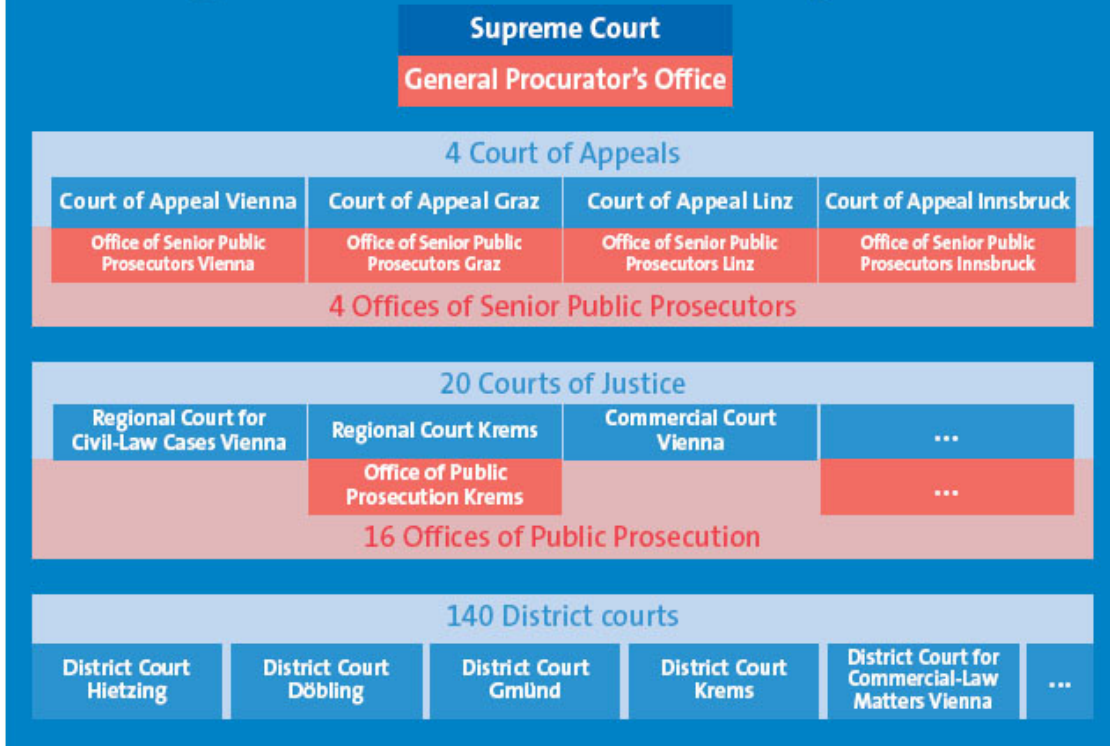 Supreme Court
General Procurator's Office
4 Court of Appeals
Court of Appeal Vienna
Court of Appeal Graz
Court of Appeal Linz
Court of Appeal Innsbruck
Office of Senior Public
Prosecutors Vienna
Office of Senior Public
Prosecutors Graz
Office of Senior Public
Prosecutors Linz
Office of Senior Public
Prosecutors Innsbruck
4 Offices of Senior Public Prosecutors
20 Courts of Justice
Regional Court for
Civil-Law Cases Vienna
Regional Court Krems
Commercial Court
Vienna
...
Office of Public
Prosecution Krems
...
16 Offices of Public Prosecution
140 District courts
District Court
Hietzing
District Court
Döbling
District Court
Gmünd
District Court
Krems
District Court for
Commercial-Law
Matters Vienna
...